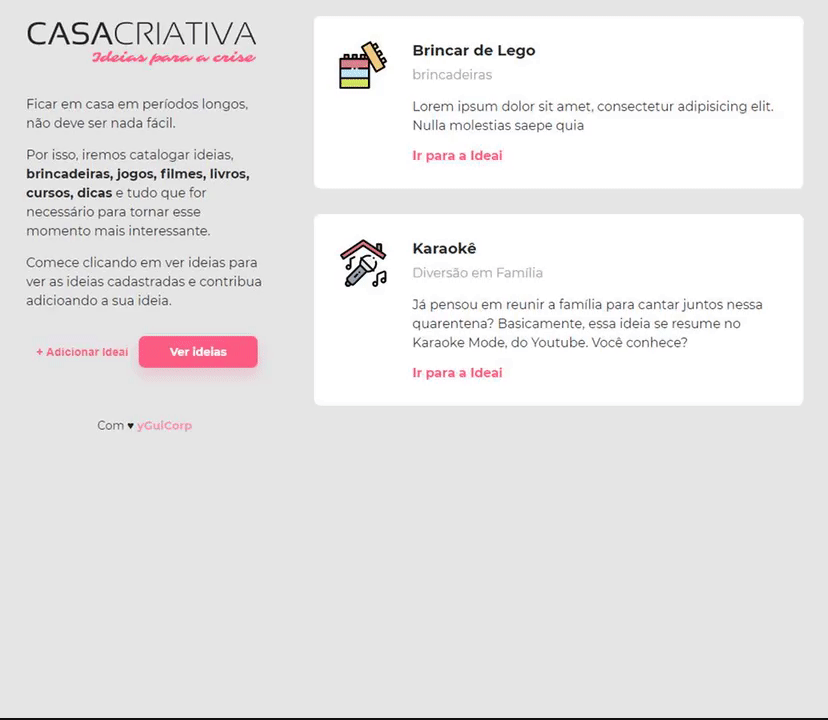 CASACRIATIVA
Ideias para a crise
Ficar em casa em períodos longos,
não deve ser nada fácil.
Por isso, iremos catalogar ideias,
brincadeiras, jogos, filmes, livros,
cursos, dicas e tudo que for
necessário para tornar esse
momento mais interessante.
Comece clicando em ver ideias para
ver as ideias cadastradas e contribua
adicioando a sua ideia.
+ Adicionar Ideai
Ver ideias
Com ♥ yGuiCorp
Brincar de Lego
brincadeiras
Lorem ipsum dolor sit amet, consectetur adipisicing elit.
Nulla molestias saepe quia
Ir para a Ideai
Karaokê
Diversão em Família
Já pensou em reunir a família para cantar juntos nessa
quarentena? Basicamente, essa ideia se resume no
Karaoke Mode, do Youtube. Você conhece?
Ir para a Ideai